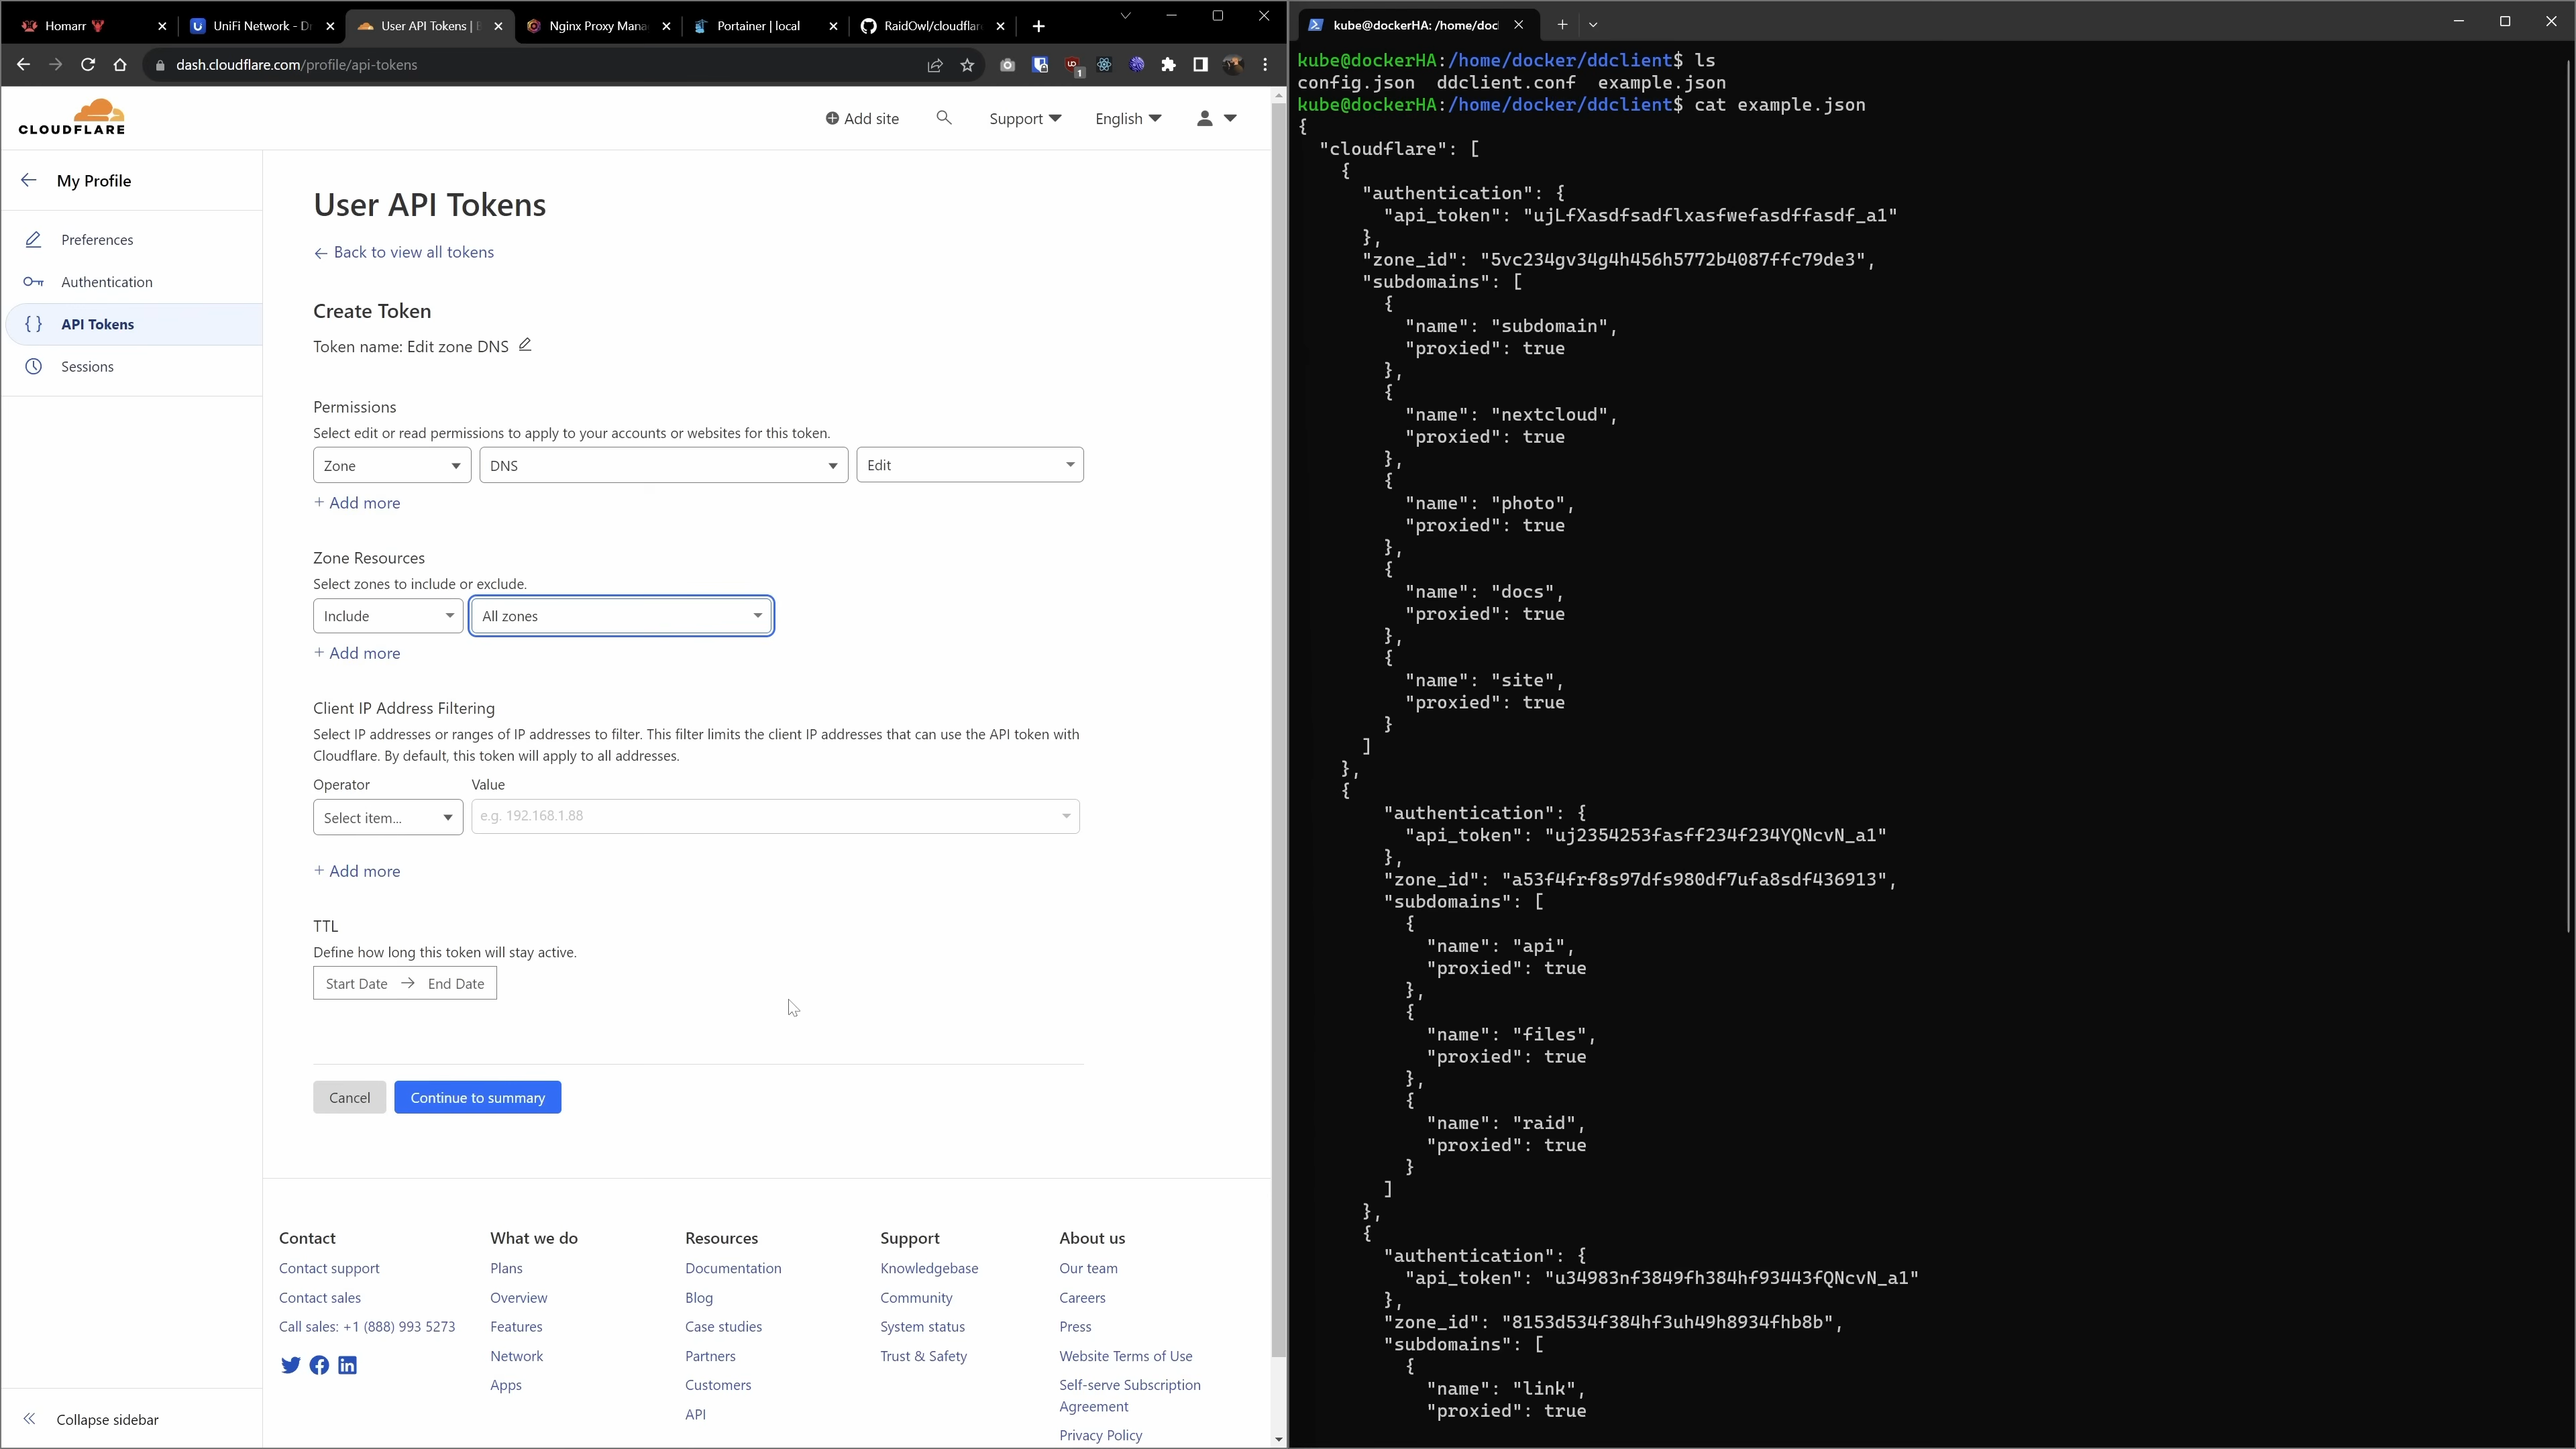 Homarr
UniFi Network - D
User API Tokens |
Nginx Proxy Mana
Portainer | local
RaidOwl/cloudflar
dash.cloudflare.com/profile/api-tokens
1
CLOUDFLARE
Add site
Support
English
My Profile
Preferences
Authentication
API Tokens
Sessions
User API Tokens
← Back to view all tokens
Create Token
Token name: Edit zone DNS
Permissions
Select edit or read permissions to apply to your accounts or websites for this token.
Zone
DNS
Edit
+ Add more
Zone Resources
Select zones to include or exclude.
Include
All zones
+ Add more
Client IP Address Filtering
Select IP addresses or ranges of IP addresses to filter. This filter limits the client IP addresses that can use the API token with
Cloudflare. By default, this token will apply to all addresses.
Operator
Value
Select item...
e.g. 192.168.1.88
+ Add more
TTL
Define how long this token will stay active.
Start Date → End Date
Cancel
Continue to summary
Contact
Contact support
Contact sales
Call sales: +1 (888) 993 5273
What we do
Plans
Overview
Features
Network
Apps
Resources
Documentation
Blog
Case studies
Partners
Customers
API
Support
Knowledgebase
Community
System status
Trust & Safety
About us
Our team
Careers
Press
Website Terms of Use
Self-serve Subscription
Agreement
Privacy Policy
Collapse sidebar
kube@dockerHA: /home/doc
kube@dockerHA:/home/docker/ddclient$ ls
config.json  ddclient.conf  example.json
kube@dockerHA:/home/docker/ddclient$ cat example.json
{
"cloudflare": [
{
"authentication": {
"api_token": "ujLfXasdfsadflxasfwefasdffasdf_a1"
},
"zone_id": "5vc234gv34g4h456h5772b4087ffc79de3",
"subdomains": [
{
"name": "subdomain",
"proxied": true
},
{
"name": "nextcloud",
"proxied": true
},
{
"name": "photo",
"proxied": true
},
{
"name": "docs",
"proxied": true
},
{
"name": "site",
"proxied": true
}
]
},
{
"authentication": {
"api_token": "uj2354253fasff234f234YQNcvN_a1"
},
"zone_id": "a53f4frf8s97dfs980df7ufa8sdf436913",
"subdomains": [
{
"name": "api",
"proxied": true
},
{
"name": "files",
"proxied": true
},
{
"name": "raid",
"proxied": true
}
]
},
{
"authentication": {
"api_token": "u34983nf3849fh384hf93443fQNcvN_a1"
},
"zone_id": "8153d534f384hf3uh49h8934fhb8b",
"subdomains": [
{
"name": "link",
"proxied": true